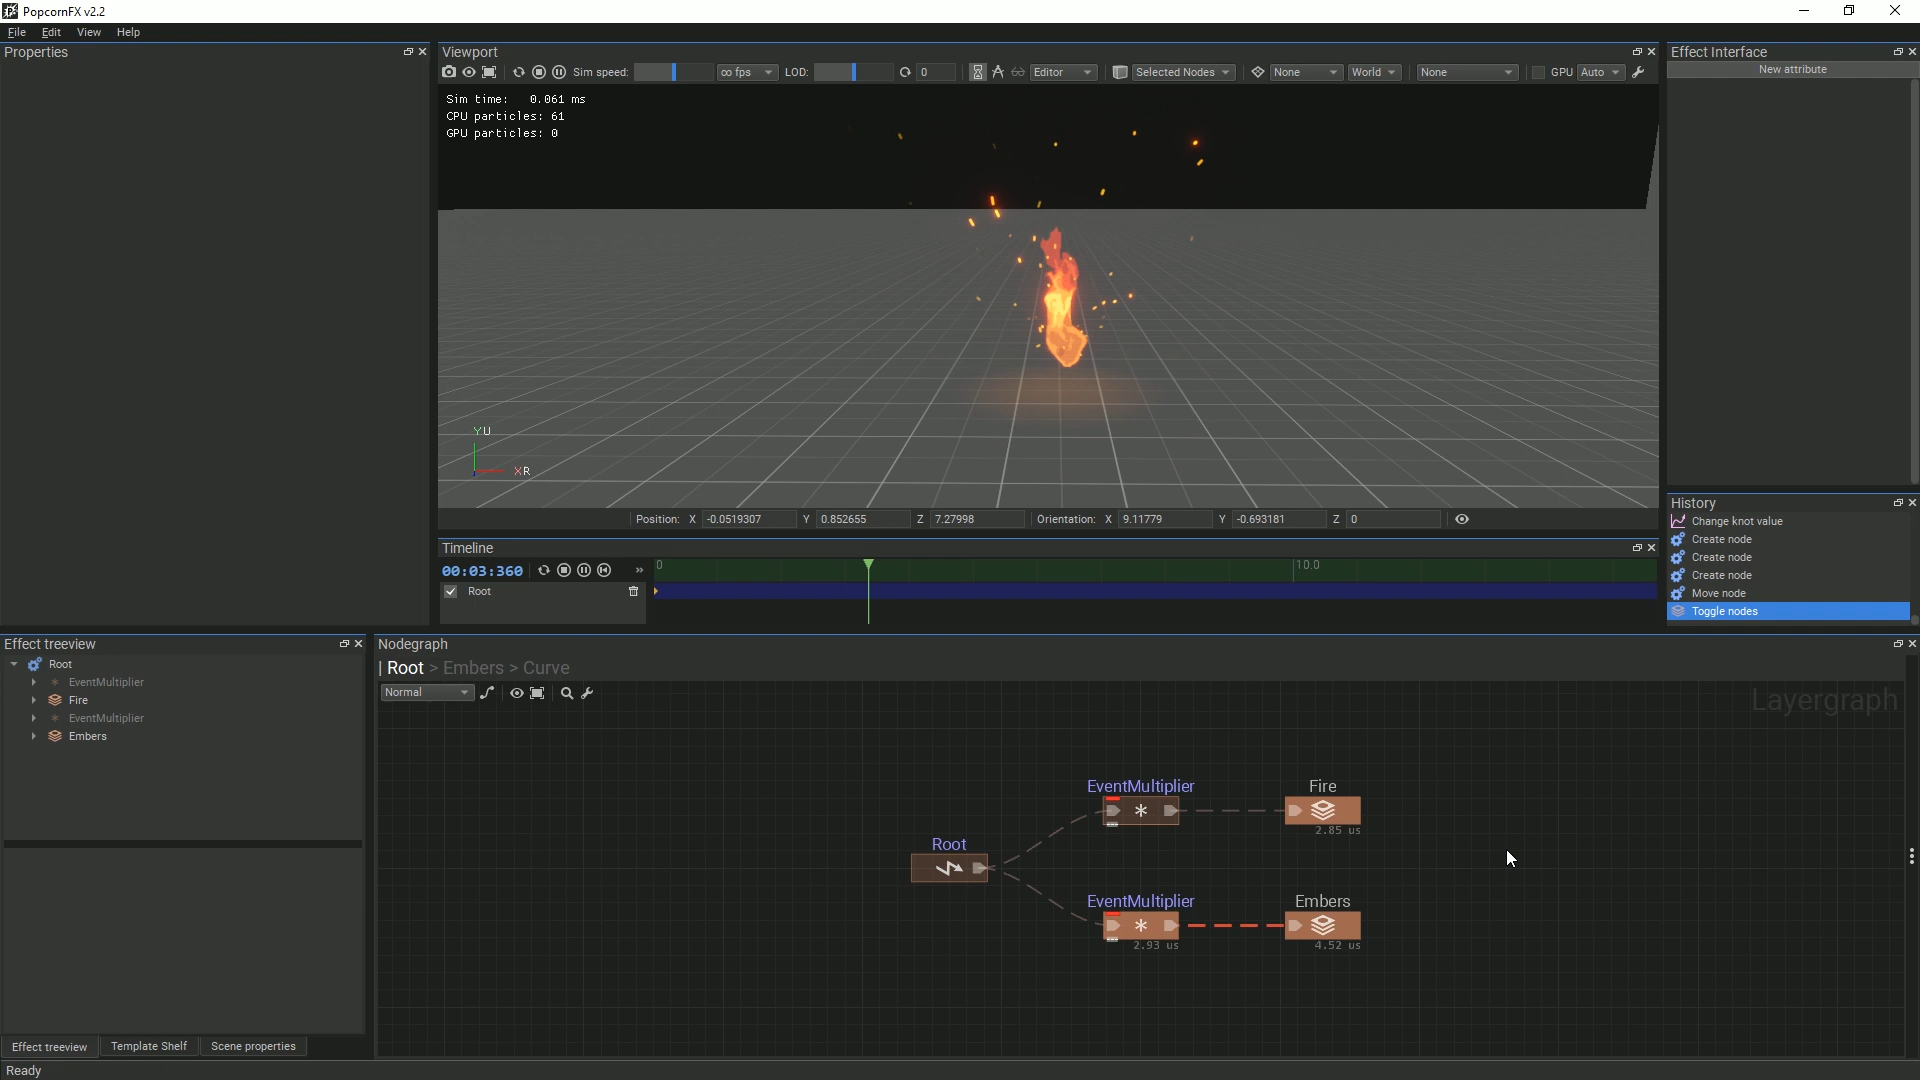 PopcornFX v2.2
File Edit View Help
Properties
Viewport
Sim speed: ∞ fps LOD: 0 Editor Selected Nodes None World None GPU Auto
Sim time: 0.061 ms
CPU particles: 61
GPU particles: 0
YU
XR
Position: X -0.0519307 Y 0.852655 Z 7.27998 Orientation: X 9.11779 Y -0.693181 Z 0
Timeline
00:03:360 » 0 10.0
Root
Effect Interface
New attribute
History
Change knot value
Create node
Create node
Create node
Move node
Toggle nodes
Effect treeview
Root
EventMultiplier
Fire
EventMultiplier
Embers
Effect treeview Template Shelf Scene properties
Nodegraph
| Root > Embers > Curve
Normal
Layergraph
EventMultiplier Fire
2.85 us
Root
EventMultiplier Embers
2.93 us 4.52 us
Ready